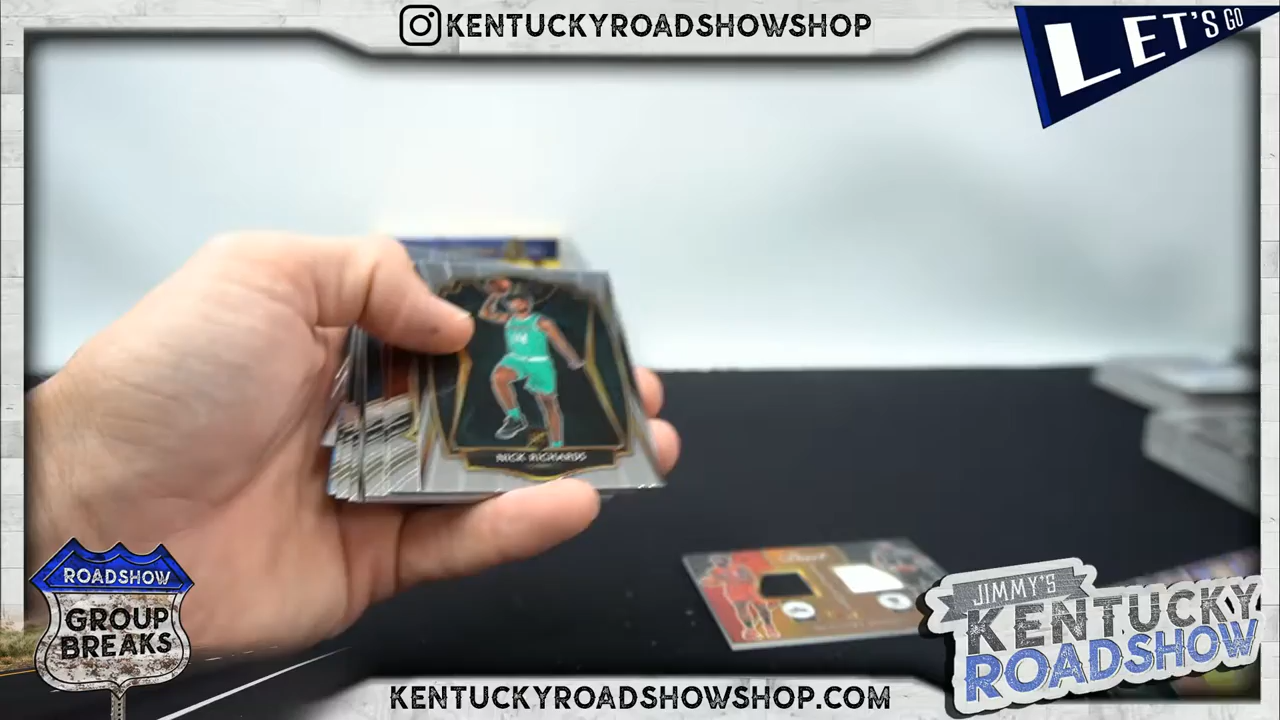 KENTUCKYROADSHOWSHOP
LET'S GO
NICK RICHARDS
ROADSHOW
GROUP
BREAKS
JIMMY'S
KENTUCKY
ROADSHOW
KENTUCKYROADSHOWSHOP.COM